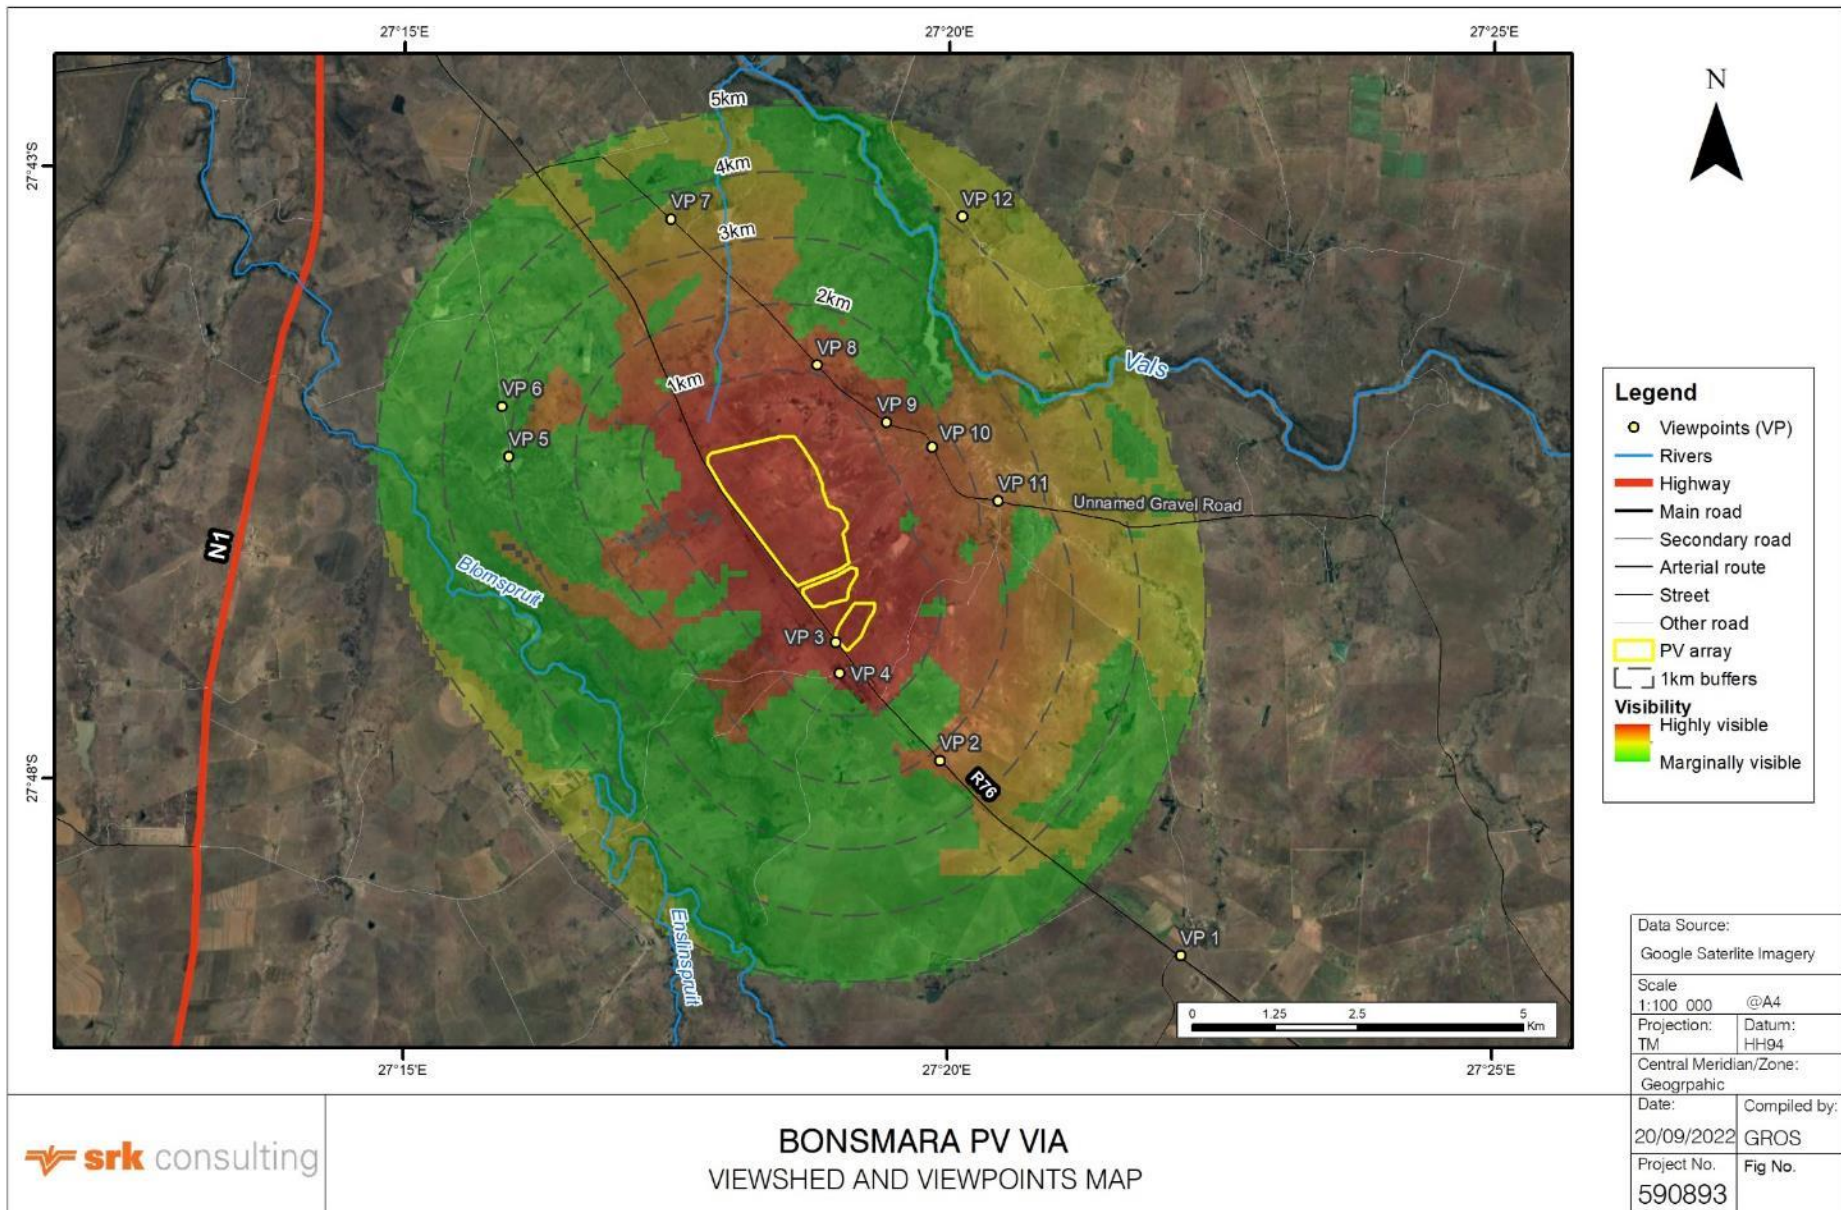 27°15'E
27°20'E
27°25'E
N
5km
27°43'S
4km
VP 7
VP 12
3km
2km
VP 8
Vals
1km
VP 6
VP 9
VP 10
VP 5
VP 11
Unnamed Gravel Road
N1
Blomspruit
VP 3
VP 4
VP 2
27°48'S
R76
Enslinspruit
VP 1
0 1.25 2.5 5
Km
27°15'E
27°20'E
27°25'E
Legend
Viewpoints (VP)
Rivers
Highway
Main road
Secondary road
Arterial route
Street
Other road
PV array
1km buffers
Visibility
Highly visible
Marginally visible
Data Source:
Google Saterlite Imagery
Scale
1:100 000 @A4
Projection: Datum:
TM HH94
Central Meridian/Zone:
Geogrpahic
Date: Compiled by:
20/09/2022 GROS
Project No. Fig No.
590893
srk consulting
BONSMARA PV VIA
VIEWSHED AND VIEWPOINTS MAP